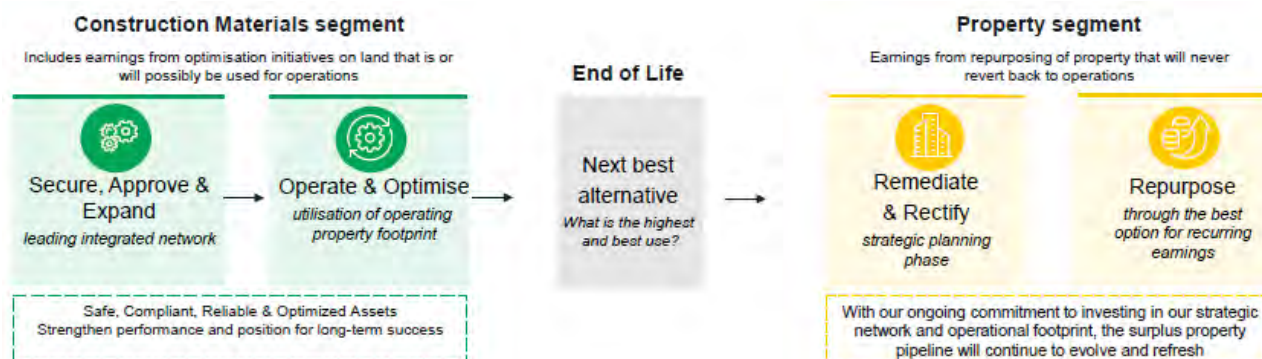 Construction Materials segment
Includes earnings from optimisation initiatives on land that is or
will possibly be used for operations
Secure, Approve &
Expand
leading integrated network
Operate & Optimise
utilisation of operating
property footprint
Safe, Compliant, Reliable & Optimized Assets
Strengthen performance and position for long-term success
End of Life
Next best
alternative
What is the highest
and best use?
Property segment
Earnings from repurposing of property that will never
revert back to operations
Remediate
& Rectify
strategic planning
phase
Repurpose
through the best
option for recurring
earnings
With our ongoing commitment to investing in our strategic
network and operational footprint, the surplus property
pipeline will continue to evolve and refresh